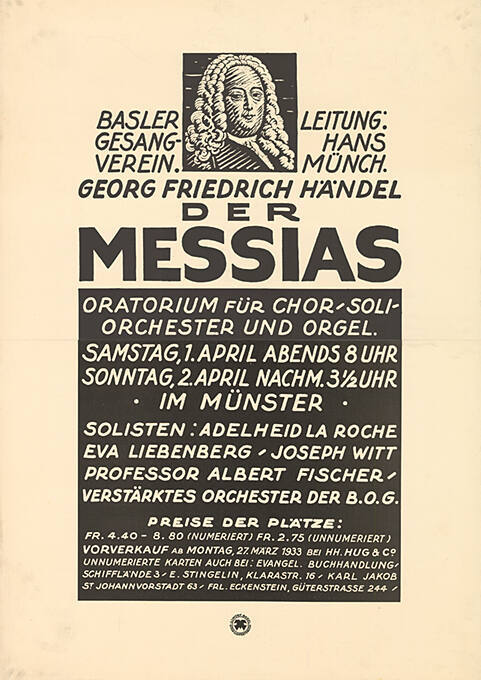 BASLER
GESANG-
VEREIN.
LEITUNG:
HANS
MÜNCH.
GEORG FRIEDRICH HÄNDEL
DER
MESSIAS
ORATORIUM FÜR CHOR-SOLI-
ORCHESTER UND ORGEL.
SAMSTAG, 1. APRIL ABENDS 8 UHR
SONNTAG, 2. APRIL NACHM. 3½ UHR
· IM MÜNSTER ·
SOLISTEN: ADELHEID LA ROCHE
EVA LIEBENBERG - JOSEPH WITT
PROFESSOR ALBERT FISCHER -
VERSTÄRKTES ORCHESTER DER B.O.G.
PREISE DER PLÄTZE:
FR. 4.40 - 8.80 (NUMERIERT) FR. 2.75 (UNNUMERIERT)
VORVERKAUF AB MONTAG, 27. MÄRZ 1933 BEI HH. HUG & CO
UNNUMERIERTE KARTEN AUCH BEI: EVANGEL. BUCHHANDLUNG-
SCHIFFLÄNDE 3 - E. STINGELIN, KLARASTR. 16 - KARL JAKOB
ST JOHANNVORSTADT 63 - FRL. ECKENSTEIN, GÜTERSTRASSE 244 -